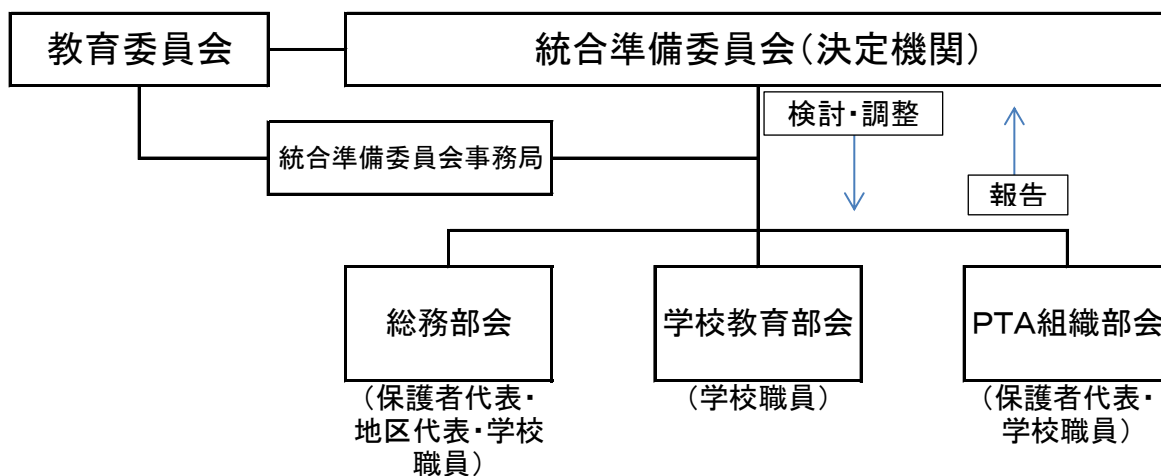 教育委員会
統合準備委員会（決定機関）
検討・調整
統合準備委員会事務局
報告
総務部会
学校教育部会
ＰＴＡ組織部会
（保護者代表・
地区代表・学校
職員）
（学校職員）
（保護者代表・
学校職員）